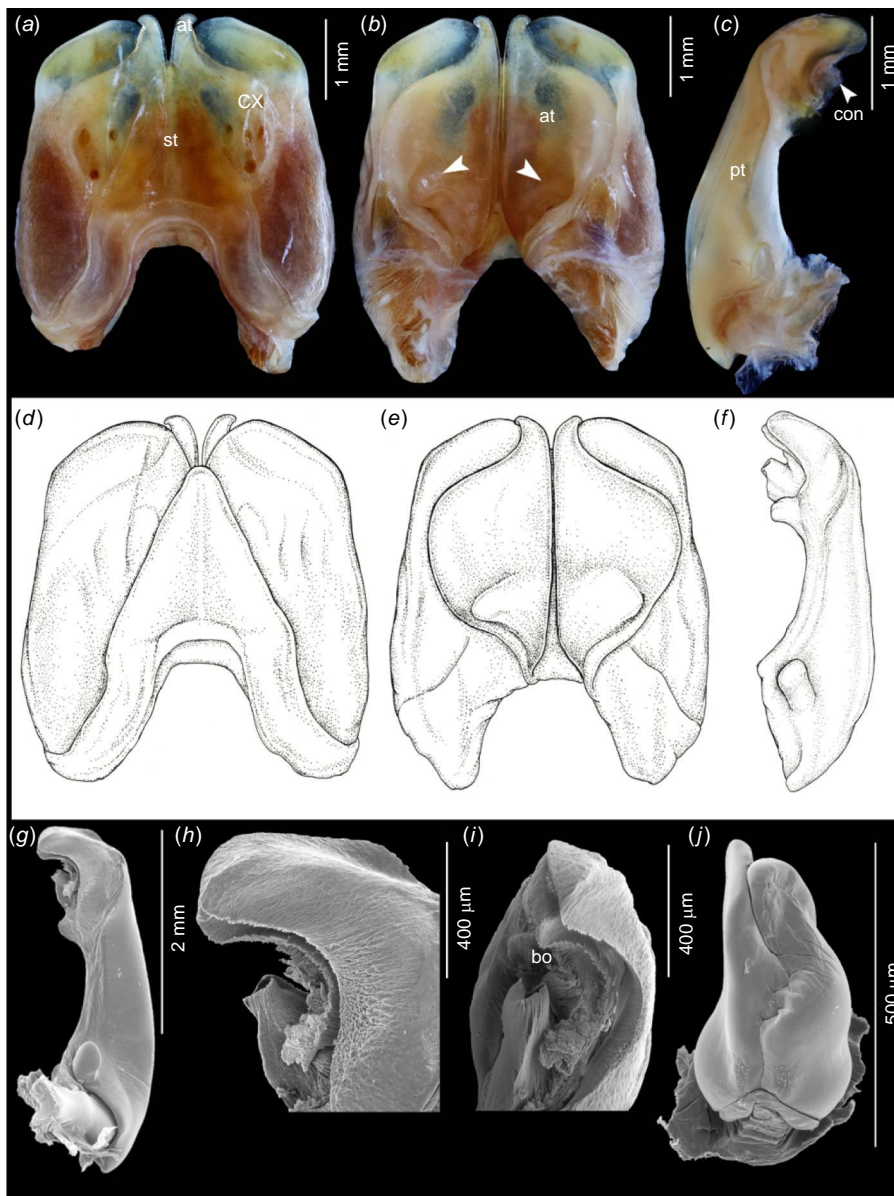 (a)
at
1 mm
CX
st
(b)
1 mm
at
(c)
1 mm
con
pt
(d)
(e)
(f)
(g)
2 mm
(h)
400 µm
(i)
400 µm
bo
(j)
500 µm